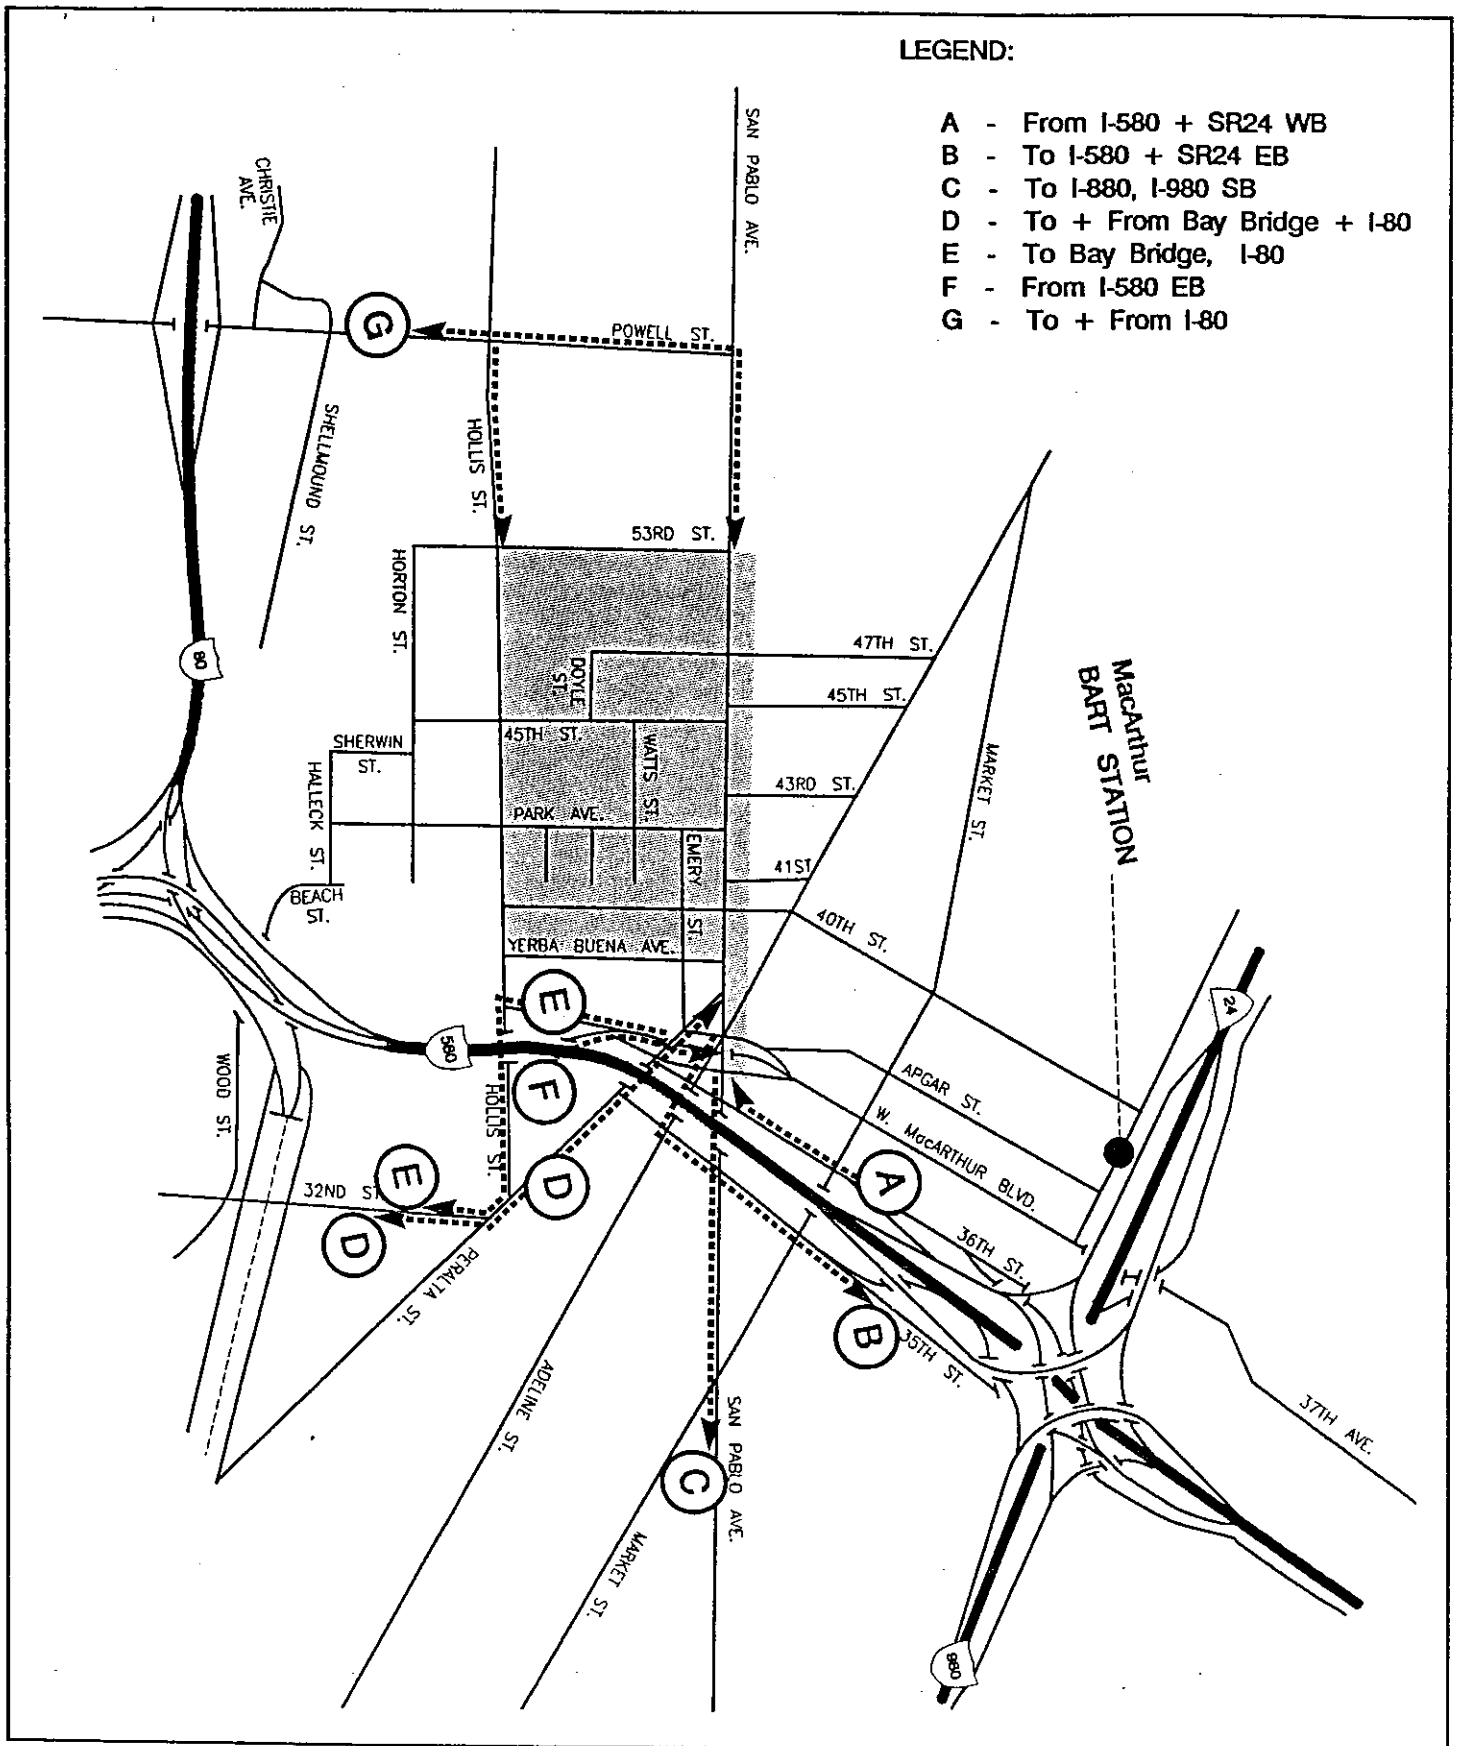 LEGEND:
A - From I-580 + SR24 WB
B - To I-580 + SR24 EB
C - To I-880, I-980 SB
D - To + From Bay Bridge + I-80
E - To Bay Bridge, I-80
F - From I-580 EB
G - To + From I-80
SAN PABLO AVE.
CHRISTIE
AVE.
G
POWELL ST.
SHELLMOUND ST.
HOLLIS ST.
53RD ST.
HORTON ST.
47TH ST.
DOYLE
ST.
45TH ST.
80
MacArthur
BART STATION
45TH ST.
SHERWIN
ST.
WATTS ST.
MARKET ST.
43RD ST.
HALLECK ST.
PARK AVE.
EMERY ST.
41ST
BEACH
ST.
40TH ST.
YERBA BUENA AVE.
24
E
580
WOOD ST.
F
HOLLIS ST.
APGAR ST.
W. MacARTHUR BLVD.
A
D
E
32ND ST
D
36TH ST.
PERALTA ST.
B
35TH ST.
ADELINE ST.
37TH AVE.
SAN PABLO AVE.
C
MARKET ST.
980